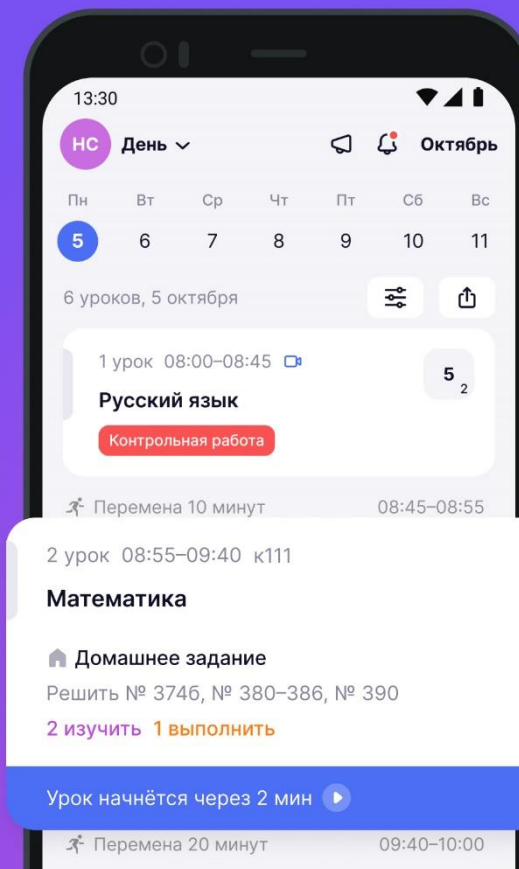 13:30
НС День Октябрь
Пн Вт Ср Чт Пт Сб Вс
5 6 7 8 9 10 11
6 уроков, 5 октября
1 урок 08:00–08:45
5 2
Русский язык
Контрольная работа
Перемена 10 минут 08:45–08:55
2 урок 08:55–09:40 к111
Математика
Домашнее задание
Решить № 374б, № 380–386, № 390
2 изучить 1 выполнить
Урок начнётся через 2 мин
Перемена 20 минут 09:40–10:00